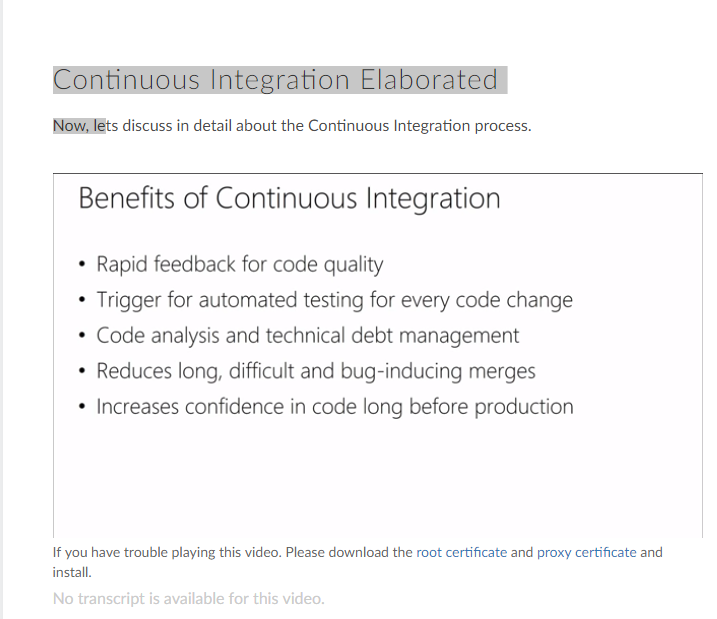 Continuous Integration Elaborated
Now, lets discuss in detail about the Continuous Integration process.
Benefits of Continuous Integration
• Rapid feedback for code quality
• Trigger for automated testing for every code change
• Code analysis and technical debt management
• Reduces long, difficult and bug-inducing merges
• Increases confidence in code long before production
If you have trouble playing this video. Please download the root certificate and proxy certificate and
install.
No transcript is available for this video.